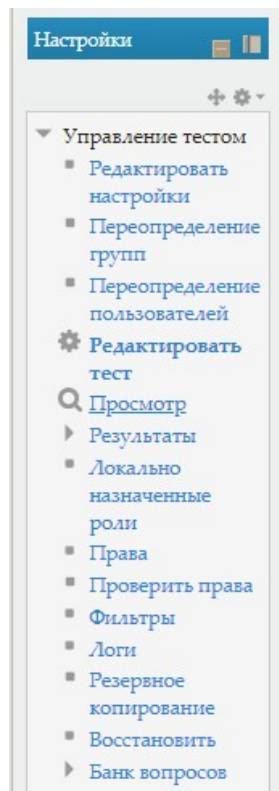 Настройки
Управление тестом
Редактировать
настройки
Переопределение
групп
Переопределение
пользователей
Редактировать
тест
Просмотр
Результаты
Локально
назначенные
роли
Права
Проверить права
Фильтры
Логи
Резервное
копирование
Восстановить
Банк вопросов